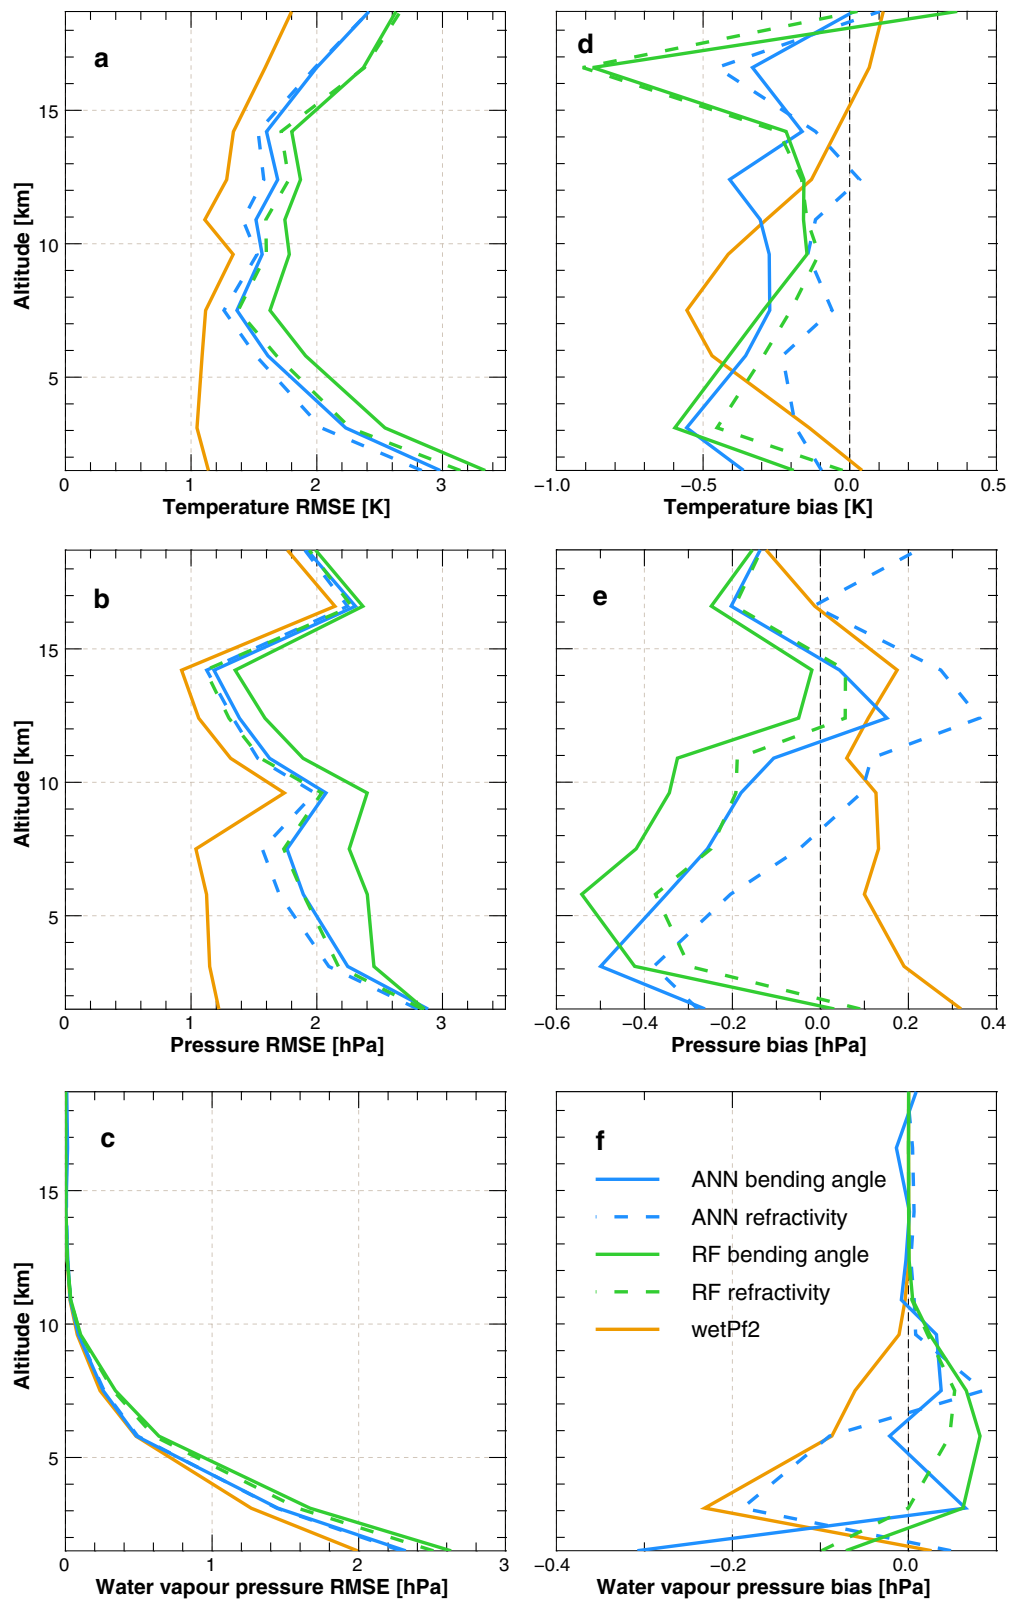 a
15
10
5
Altitude [km]
0
1
2
3
Temperature RMSE [K]
d
−1.0
−0.5
0.0
0.5
Temperature bias [K]
b
15
10
5
Altitude [km]
0
1
2
3
Pressure RMSE [hPa]
e
−0.6
−0.4
−0.2
0.0
0.2
0.4
Pressure bias [hPa]
c
15
10
5
Altitude [km]
0
1
2
3
Water vapour pressure RMSE [hPa]
f
ANN bending angle
ANN refractivity
RF bending angle
RF refractivity
wetPf2
−0.4
−0.2
0.0
Water vapour pressure bias [hPa]